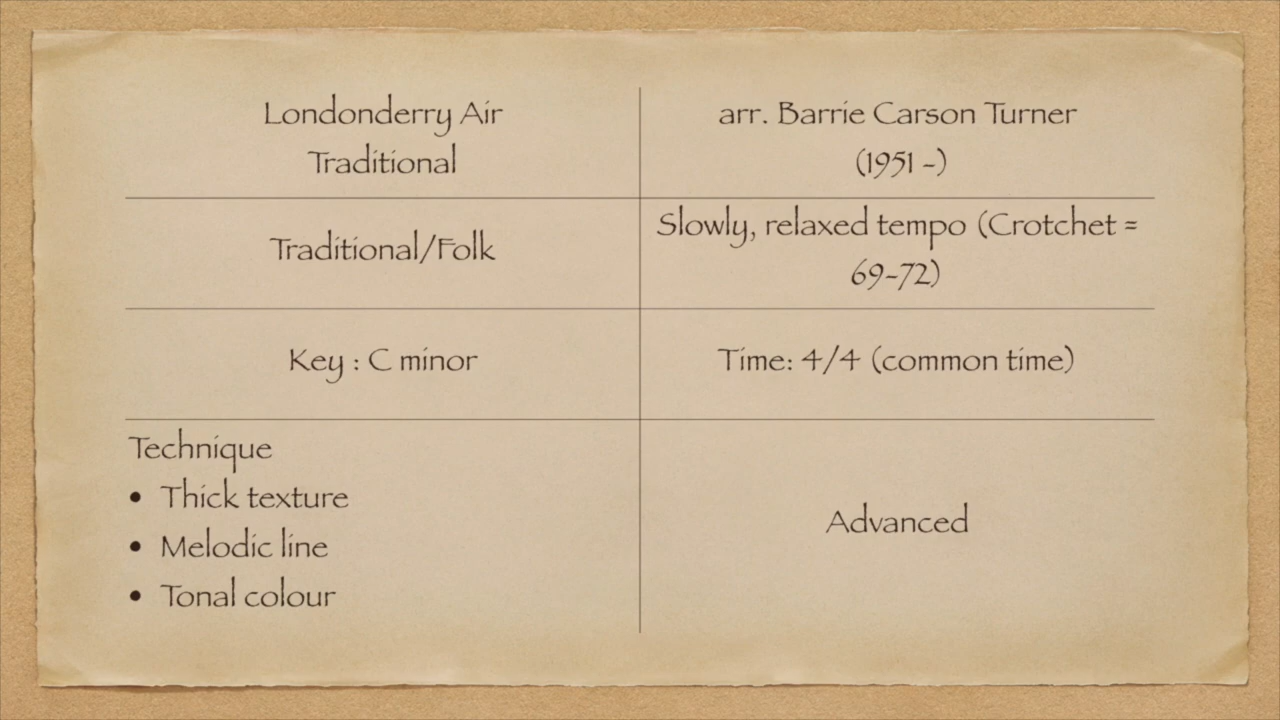 Londonderry Air
Traditional
arr. Barrie Carson Turner
(1951 -)
Traditional/Folk
Slowly, relaxed tempo (Crotchet =
69-72)
Key : C minor
Time: 4/4 (common time)
Technique
• Thick texture
• Melodic line
• Tonal colour
Advanced